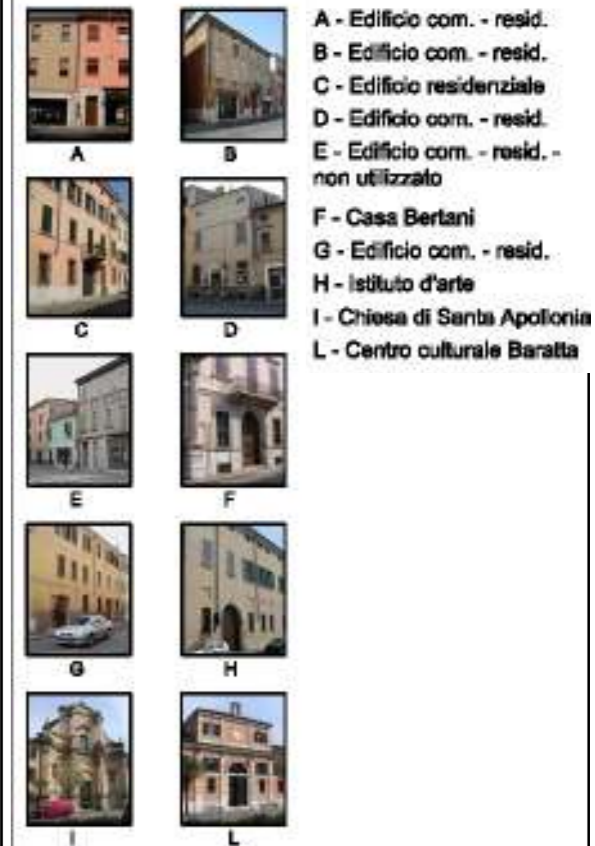 A - Edificio com. - resid.
B - Edificio com. - resid.
C - Edificio residenziale
D - Edificio com. - resid.
E - Edificio com. - resid. -
non utilizzato
F - Casa Bertani
G - Edificio com. - resid.
H - Istituto d'arte
I - Chiesa di Santa Apollonia
L - Centro culturale Baratta
A
B
C
D
E
F
G
H
I
L